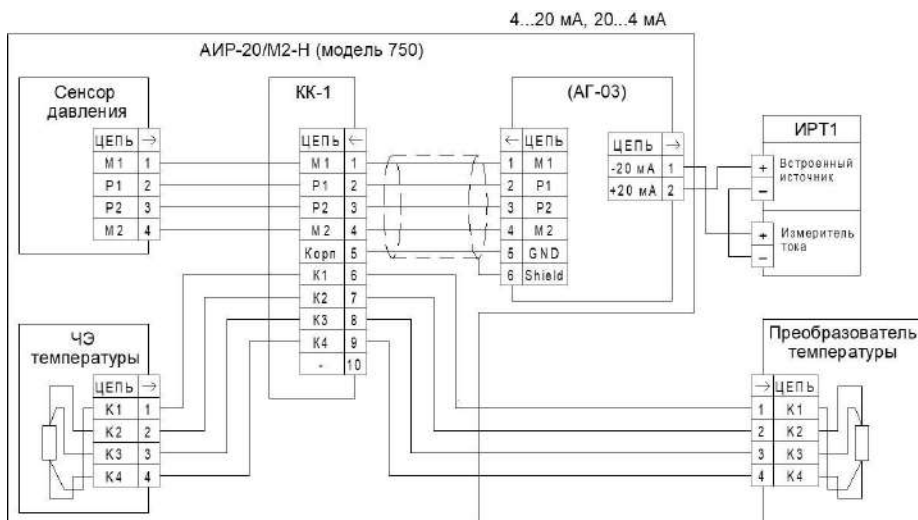 4...20 мА, 20...4 мА
АИР-20/М2-Н (модель 750)
Сенсор
давления
ЦЕПЬ →
М1 1
Р1 2
Р2 3
М2 4
КК-1
ЦЕПЬ ←
М1 1
Р1 2
Р2 3
М2 4
Корп 5
К1 6
К2 7
К3 8
К4 9
- 10
(АГ-03)
← ЦЕПЬ
1 М1
2 Р1
3 Р2
4 М2
5 GND
6 Shield
ЦЕПЬ →
-20 мА 1
+20 мА 2
ИРТ1
+ Встроенный
- источник
+ Измеритель
- тока
ЧЭ
температуры
ЦЕПЬ →
К1 1
К2 2
К3 3
К4 4
Преобразователь
температуры
→ ЦЕПЬ
1 К1
2 К2
3 К3
4 К4